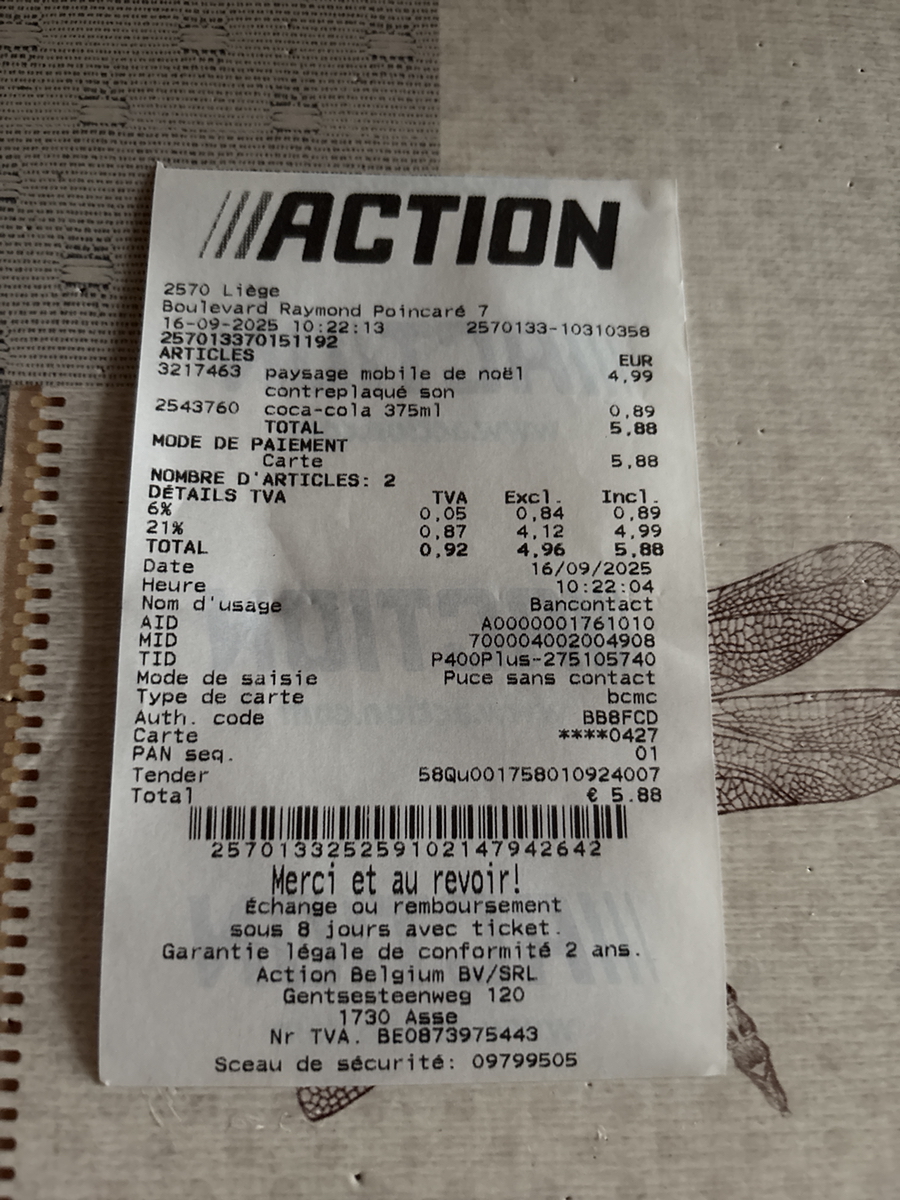 ///ACTION
2570 Liège
Boulevard Raymond Poincaré 7
16-09-2025 10:22:13 2570133-10310358
257013370151192
ARTICLES EUR
3217463 paysage mobile de noël 4,99
contreplaqué son
2543760 coca-cola 375ml 0,89
TOTAL 5,88
MODE DE PAIEMENT
Carte 5,88
NOMBRE D'ARTICLES: 2
DÉTAILS TVA TVA Excl. Incl.
6% 0,05 0,84 0,89
21% 0,87 4,12 4,99
TOTAL 0,92 4,96 5,88
Date 16/09/2025
Heure 10:22:04
Nom d'usage Bancontact
AID A0000001761010
MID 700004002004908
TID P400Plus-275105740
Mode de saisie Puce sans contact
Type de carte bcmc
Auth. code BB8FCD
Carte ****0427
PAN seq. 01
Tender 58Qu001758010924007
Total € 5.88
257013325259102147942642
Merci et au revoir!
Échange ou remboursement
sous 8 jours avec ticket.
Garantie légale de conformité 2 ans.
Action Belgium BV/SRL
Gentsesteenweg 120
1730 Asse
Nr TVA. BE0873975443
Sceau de sécurité: 09799505